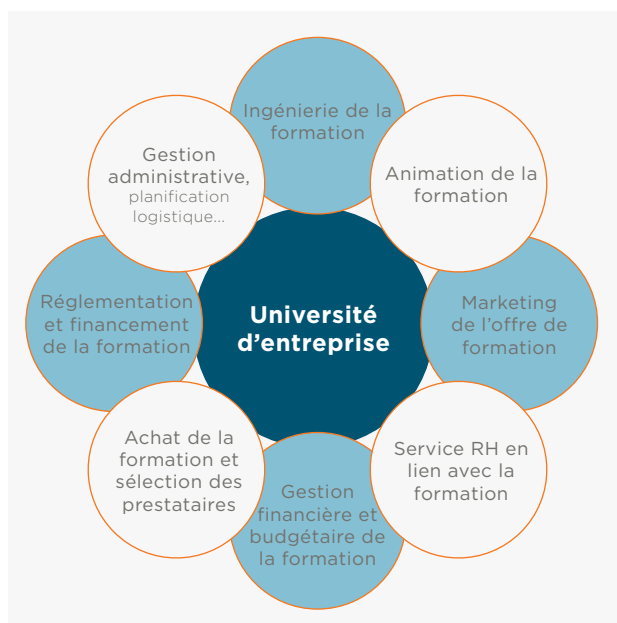 Ingénierie de la
formation
Gestion
administrative,
planification
logistique...
Animation de la
formation
Réglementation
et financement
de la formation
Université
d’entreprise
Marketing
de l’offre de
formation
Achat de la
formation et
sélection des
prestataires
Service RH en
lien avec la
formation
Gestion
financière et
budgétaire de
la formation